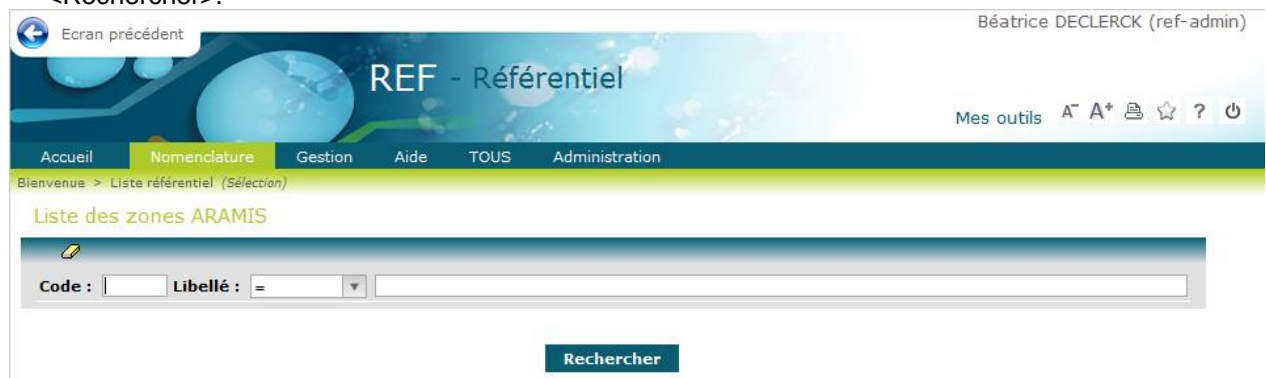 <Rechercher>.
Ecran précédent
Béatrice DECLERCK (ref-admin)
REF - Référentiel
Mes outils A- A+ ?
Accueil Nomenclature Gestion Aide TOUS Administration
Bienvenue > Liste référentiel (Sélection)
Liste des zones ARAMIS
Code : Libellé : =
Rechercher